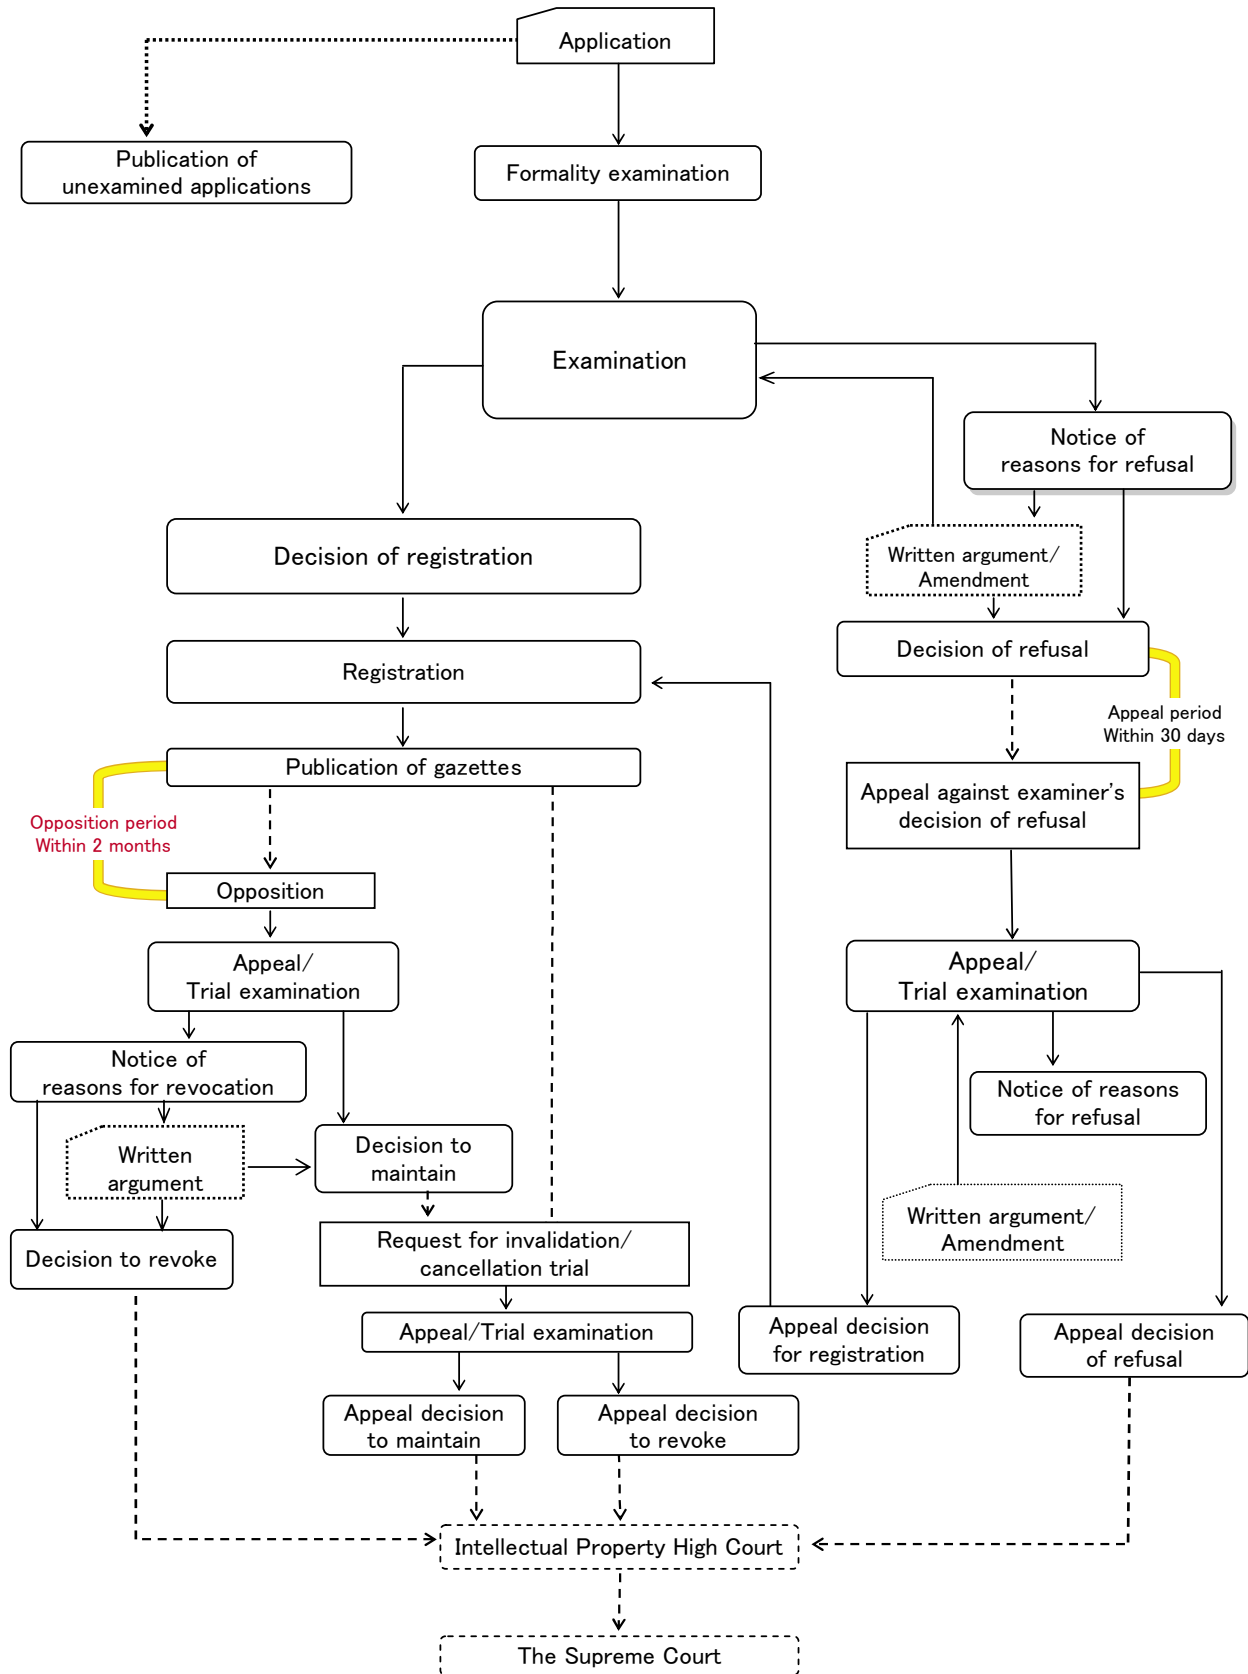 Application
Publication of
unexamined applications
Formality examination
Examination
Notice of
reasons for refusal
Decision of registration
Written argument/
Amendment
Decision of refusal
Registration
Appeal period
Within 30 days
Publication of gazettes
Appeal against examiner's
decision of refusal
Opposition period
Within 2 months
Opposition
Appeal/
Trial examination
Appeal/
Trial examination
Notice of
reasons for revocation
Notice of reasons
for refusal
Written
argument
Decision to
maintain
Written argument/
Amendment
Decision to revoke
Request for invalidation/
cancellation trial
Appeal/Trial examination
Appeal decision
for registration
Appeal decision
of refusal
Appeal decision
to maintain
Appeal decision
to revoke
Intellectual Property High Court
The Supreme Court